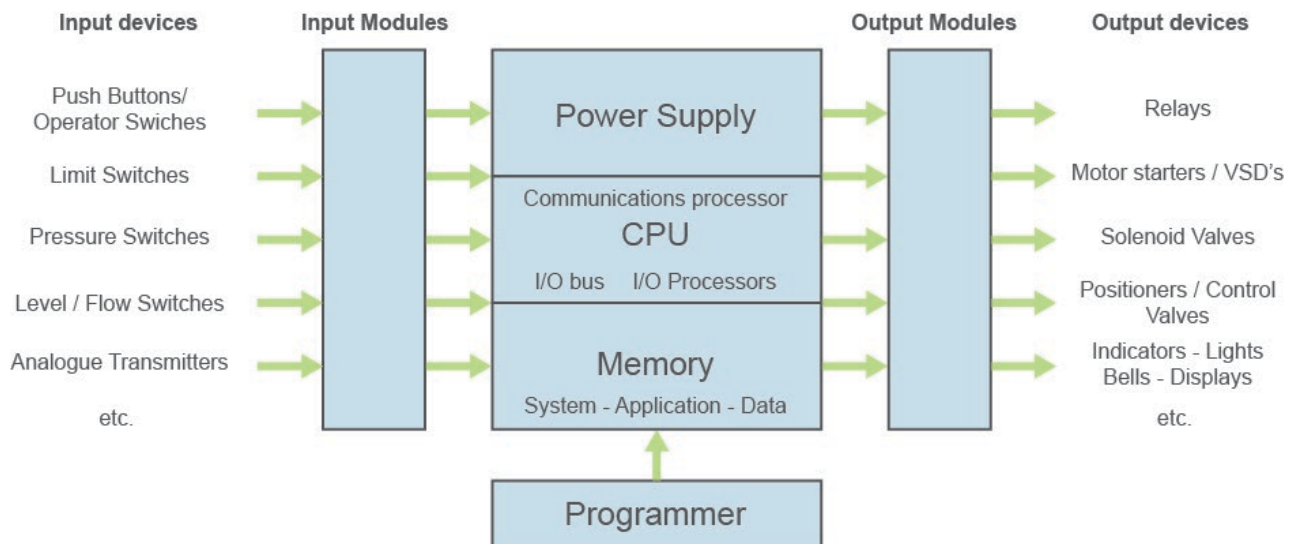 Input devices
Input Modules
Output Modules
Output devices
Push Buttons/
Operator Swiches
Limit Switches
Pressure Switches
Level / Flow Switches
Analogue Transmitters
etc.
Power Supply
Communications processor
CPU
I/O bus I/O Processors
Memory
System - Application - Data
Programmer
Relays
Motor starters / VSD's
Solenoid Valves
Positioners / Control
Valves
Indicators - Lights
Bells - Displays
etc.